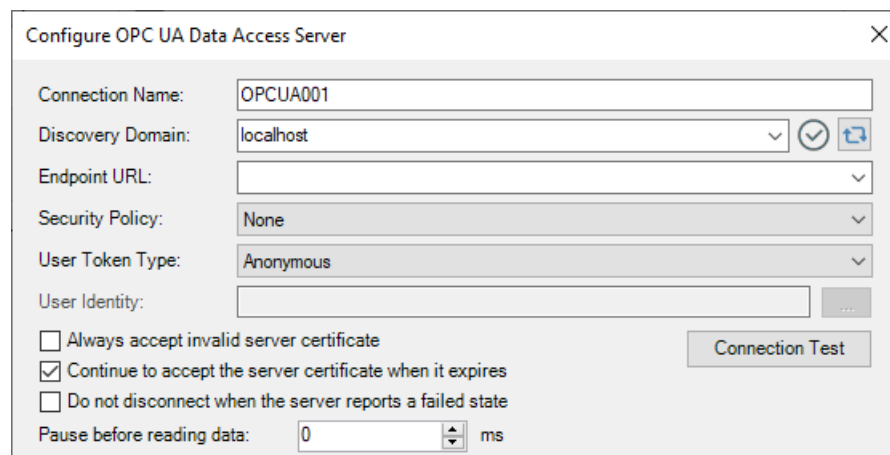 Configure OPC UA Data Access Server
Connection Name: OPCUA001
Discovery Domain: localhost
Endpoint URL:
Security Policy: None
User Token Type: Anonymous
User Identity: ...
Always accept invalid server certificate
Connection Test
Continue to accept the server certificate when it expires
Do not disconnect when the server reports a failed state
Pause before reading data: 0 ms